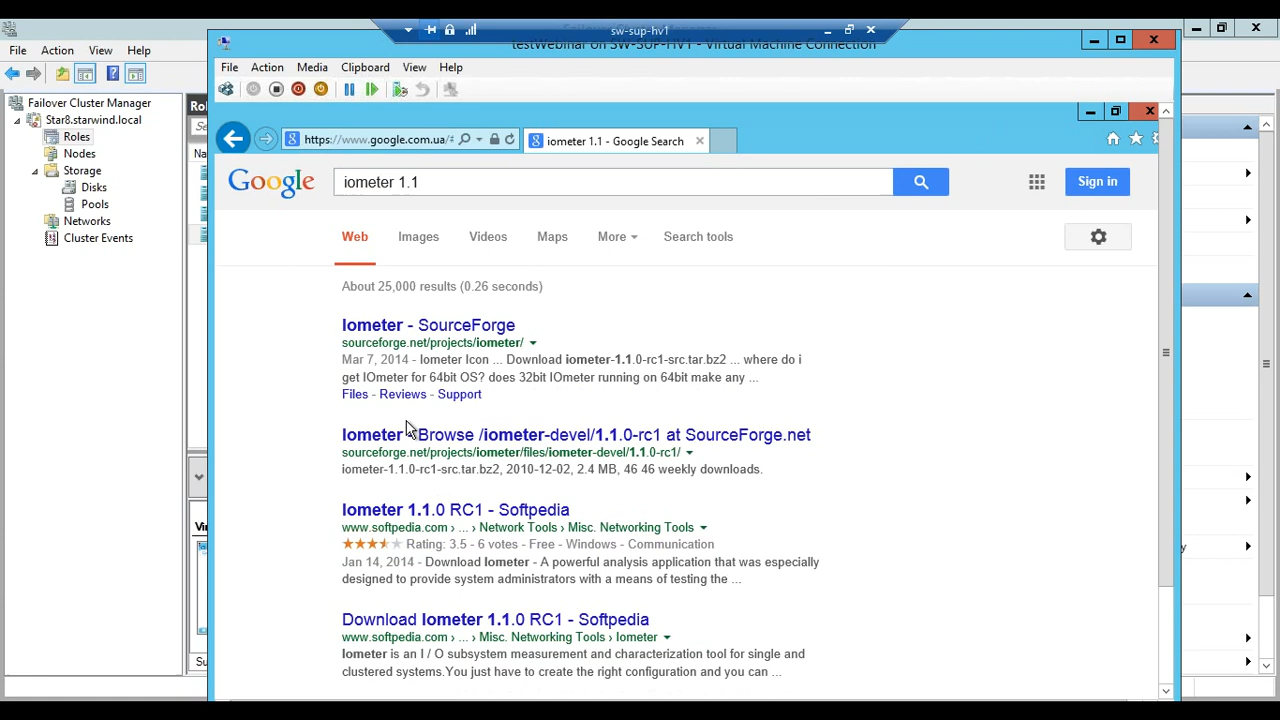 sw-sup-hv1
testWebinar on SW-SUP-HV1 - Virtual Machine Connection
File Action View Help
File Action Media Clipboard View Help
Failover Cluster Manager
Star8.starwind.local
Roles
Nodes
Storage
Disks
Pools
Networks
Cluster Events
https://www.google.com.ua/#
iometer 1.1 - Google Search
Google
iometer 1.1
Sign in
Web Images Videos Maps More Search tools
About 25,000 results (0.26 seconds)
Iometer - SourceForge
sourceforge.net/projects/iometer/
Mar 7, 2014 - Iometer Icon ... Download iometer-1.1.0-rc1-src.tar.bz2 ... where do i
get IOmeter for 64bit OS? does 32bit IOmeter running on 64bit make any ...
Files - Reviews - Support
Iometer - Browse /iometer-devel/1.1.0-rc1 at SourceForge.net
sourceforge.net/projects/iometer/files/iometer-devel/1.1.0-rc1/
iometer-1.1.0-rc1-src.tar.bz2, 2010-12-02, 2.4 MB, 46 46 weekly downloads.
Iometer 1.1.0 RC1 - Softpedia
www.softpedia.com › ... › Network Tools › Misc. Networking Tools
Rating: 3.5 - 6 votes - Free - Windows - Communication
Jan 14, 2014 - Download Iometer - A powerful analysis application that was especially
designed to provide system administrators with a means of testing the ...
Download Iometer 1.1.0 RC1 - Softpedia
www.softpedia.com › ... › Misc. Networking Tools › Iometer
Iometer is an I / O subsystem measurement and characterization tool for single and
clustered systems.You just have to create the right configuration and you can ...